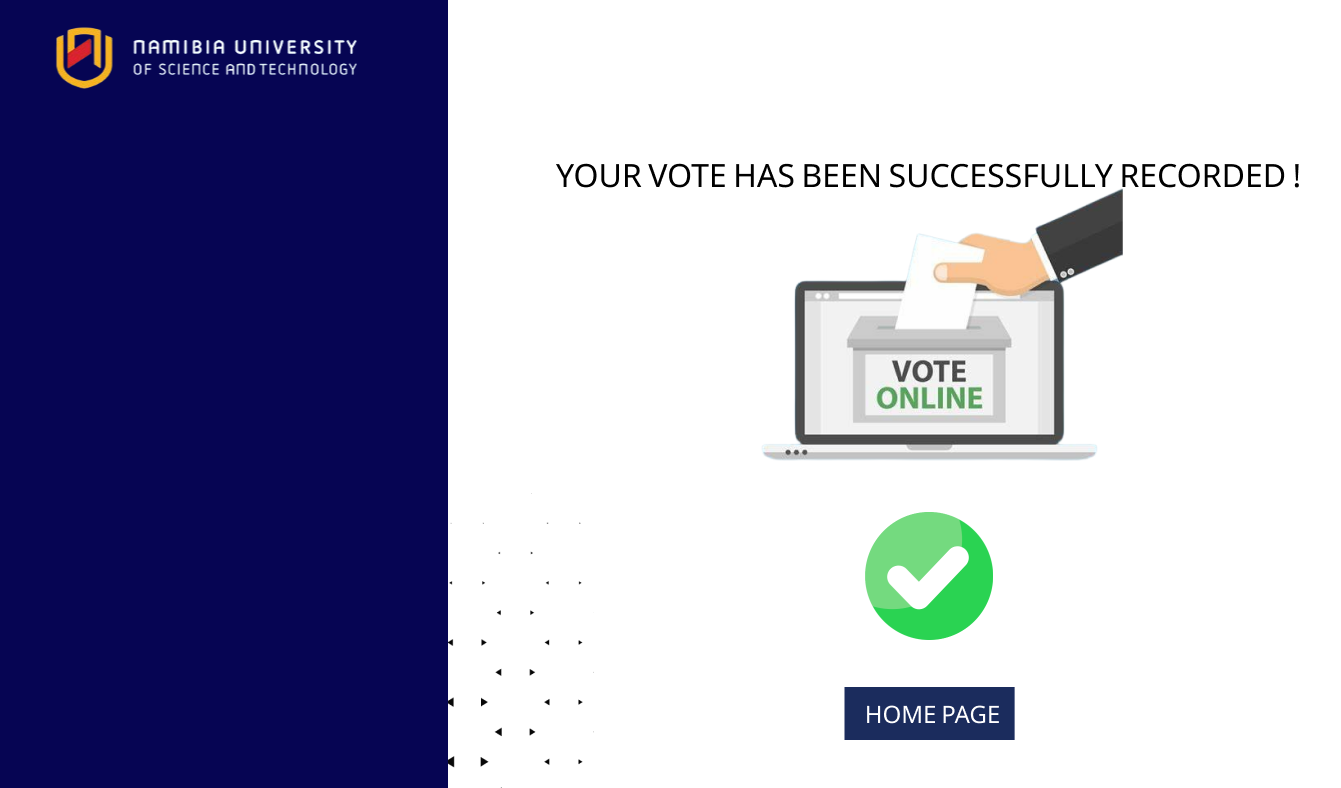 NAMIBIA UNIVERSITY
OF SCIENCE AND TECHNOLOGY
YOUR VOTE HAS BEEN SUCCESSFULLY RECORDED !
VOTE
ONLINE
HOME PAGE